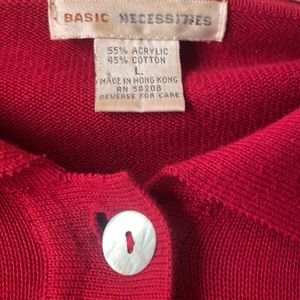 BASIC NECESSITIES
55% ACRYLIC
45% COTTON
L
MADE IN HONG KONG
RN 58208
REVERSE FOR CARE